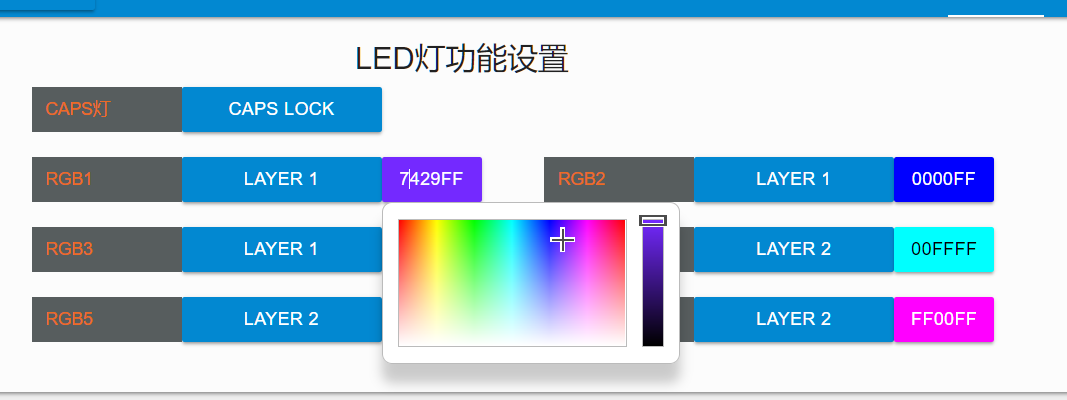 LED灯功能设置
CAPS灯 CAPS LOCK
RGB1 LAYER 1 7429FF RGB2 LAYER 1 0000FF
RGB3 LAYER 1 LAYER 2 00FFFF
RGB5 LAYER 2 LAYER 2 FF00FF